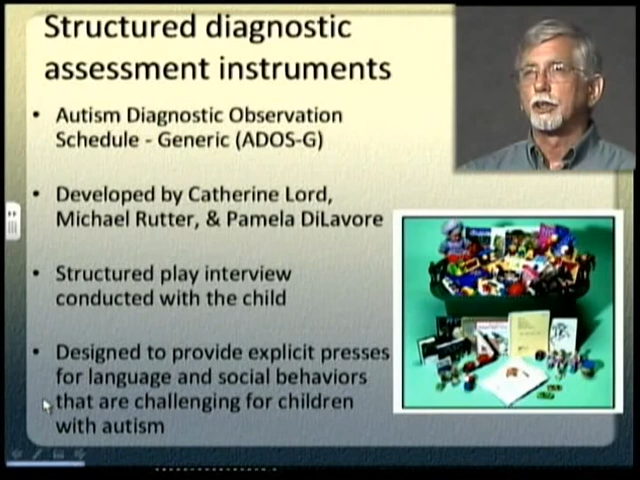 Structured diagnostic
assessment instruments
• Autism Diagnostic Observation
Schedule - Generic (ADOS-G)
• Developed by Catherine Lord,
Michael Rutter, & Pamela DiLavore
• Structured play interview
conducted with the child
• Designed to provide explicit presses
for language and social behaviors
that are challenging for children
with autism